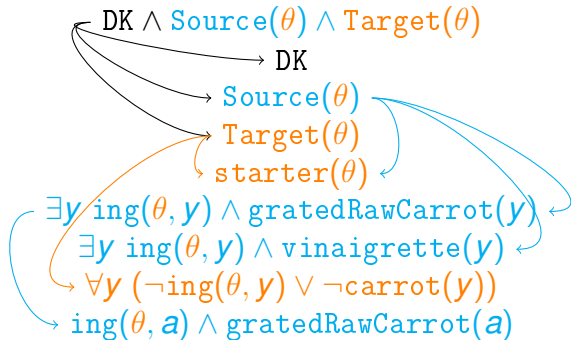 DK ∧ Source(θ) ∧ Target(θ)
DK
Source(θ)
Target(θ)
starter(θ)
∃y ing(θ, y) ∧ gratedRawCarrot(y)
∃y ing(θ, y) ∧ vinaigrette(y)
∀y (¬ing(θ, y) ∨ ¬carrot(y))
ing(θ, a) ∧ gratedRawCarrot(a)